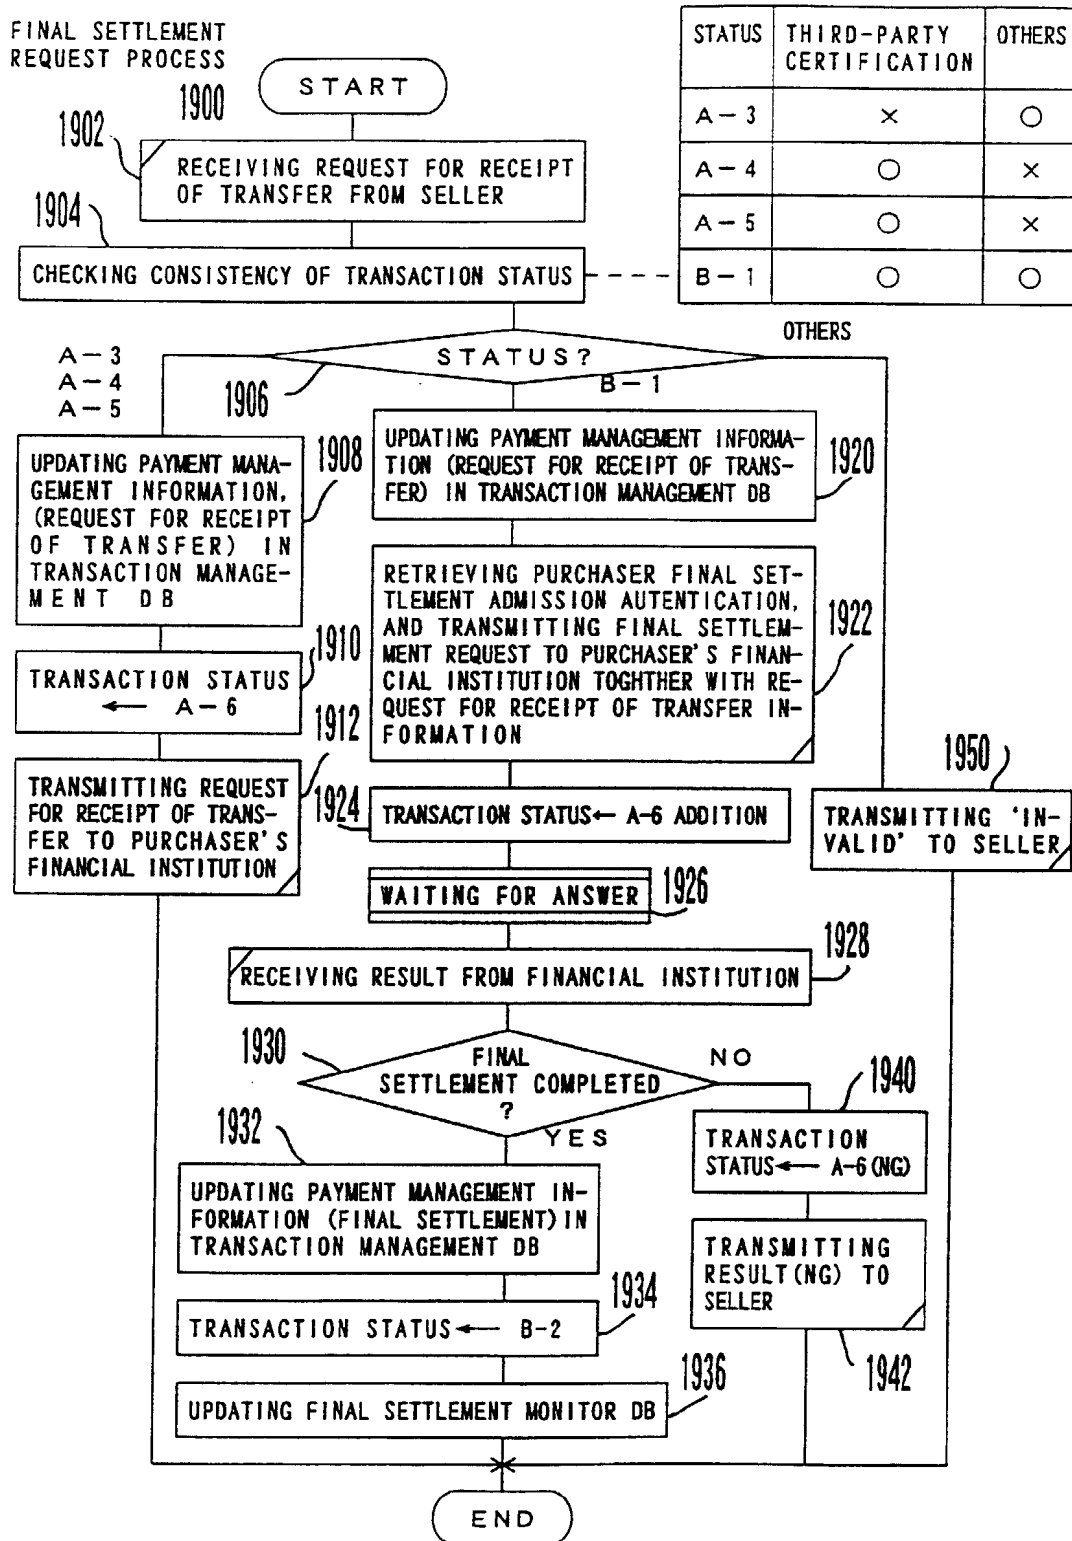 FINAL SETTLEMENT
REQUEST PROCESS
1900
START
STATUS THIRD-PARTY CERTIFICATION OTHERS
A-3 × ○
A-4 ○ ×
A-5 ○ ×
B-1 ○ ○
1902
RECEIVING REQUEST FOR RECEIPT
OF TRANSFER FROM SELLER
1904
CHECKING CONSISTENCY OF TRANSACTION STATUS
STATUS?
1906
A-3
A-4
A-5
B-1
OTHERS
UPDATING PAYMENT MAN-
AGEMENT INFORMATION,
(REQUEST FOR RECEIPT
OF TRANSFER) IN
TRANSACTION MANAGE-
MENT DB
1908
TRANSACTION STATUS
← A-6
1910
TRANSMITTING REQUEST
FOR RECEIPT OF TRANS-
FER TO PURCHASER'S
FINANCIAL INSTITUTION
1912
UPDATING PAYMENT MANAGEMENT INFORMA-
TION (REQUEST FOR RECEIPT OF TRANS-
FER) IN TRANSACTION MANAGEMENT DB
1920
RETRIEVING PURCHASER FINAL SET-
TLEMENT ADMISSION AUTENTICATION,
AND TRANSMITTING FINAL SETTLEM-
MENT REQUEST TO PURCHASER'S FINAN-
CIAL INSTITUTION TOGHTHER WITH RE-
QUEST FOR RECEIPT OF TRANSFER IN-
FORMATION
1922
1924
TRANSACTION STATUS← A-6 ADDITION
WAITING FOR ANSWER
1926
RECEIVING RESULT FROM FINANCIAL INSTITUTION
1928
1930
FINAL
SETTLEMENT COMPLETED
?
YES
NO
1932
UPDATING PAYMENT MANAGEMENT IN-
FORMATION (FINAL SETTLEMENT) IN
TRANSACTION MANAGEMENT DB
TRANSACTION STATUS← B-2
1934
UPDATING FINAL SETTLEMENT MONITOR DB
1936
1940
TRANSACTION
STATUS← A-6(NG)
TRANSMITTING
RESULT(NG) TO
SELLER
1942
1950
TRANSMITTING 'IN-
VALID' TO SELLER
END